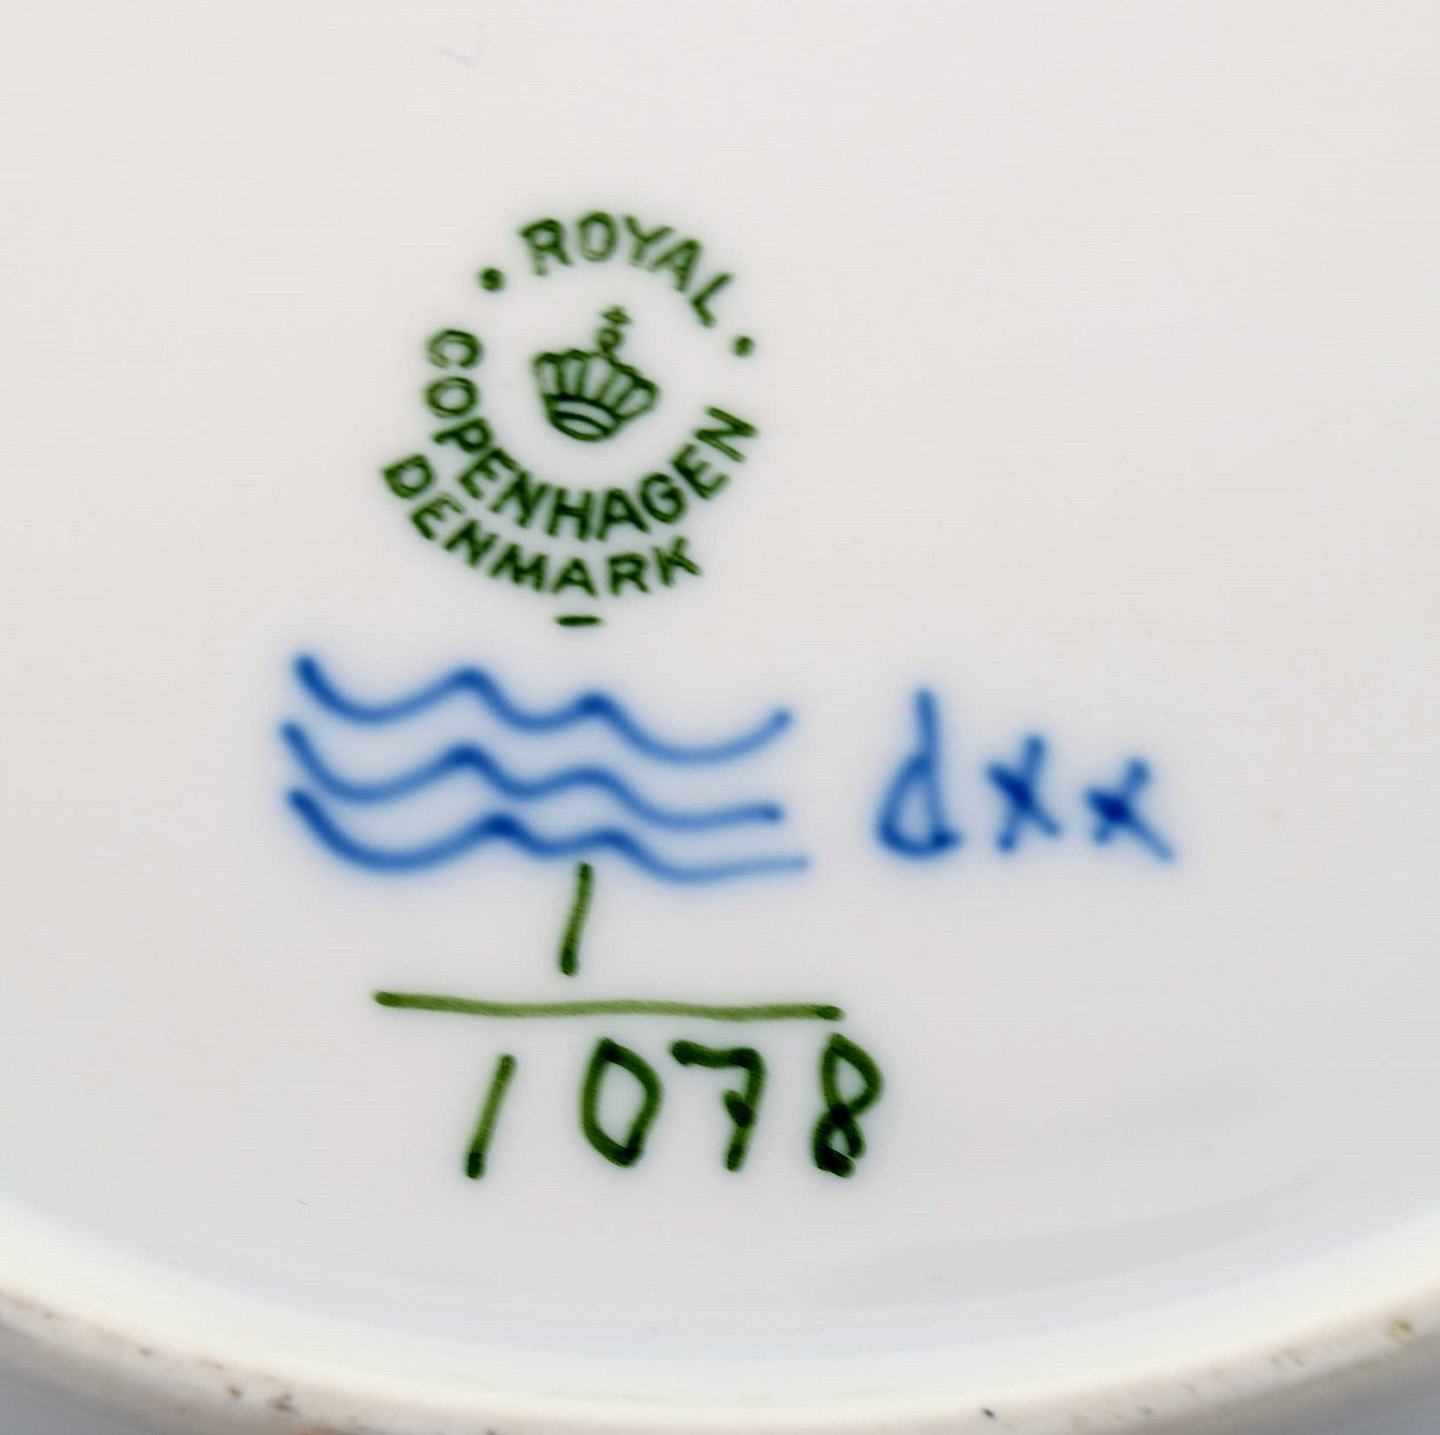 ROYAL
COPENHAGEN
DENMARK
dxx
1
1078